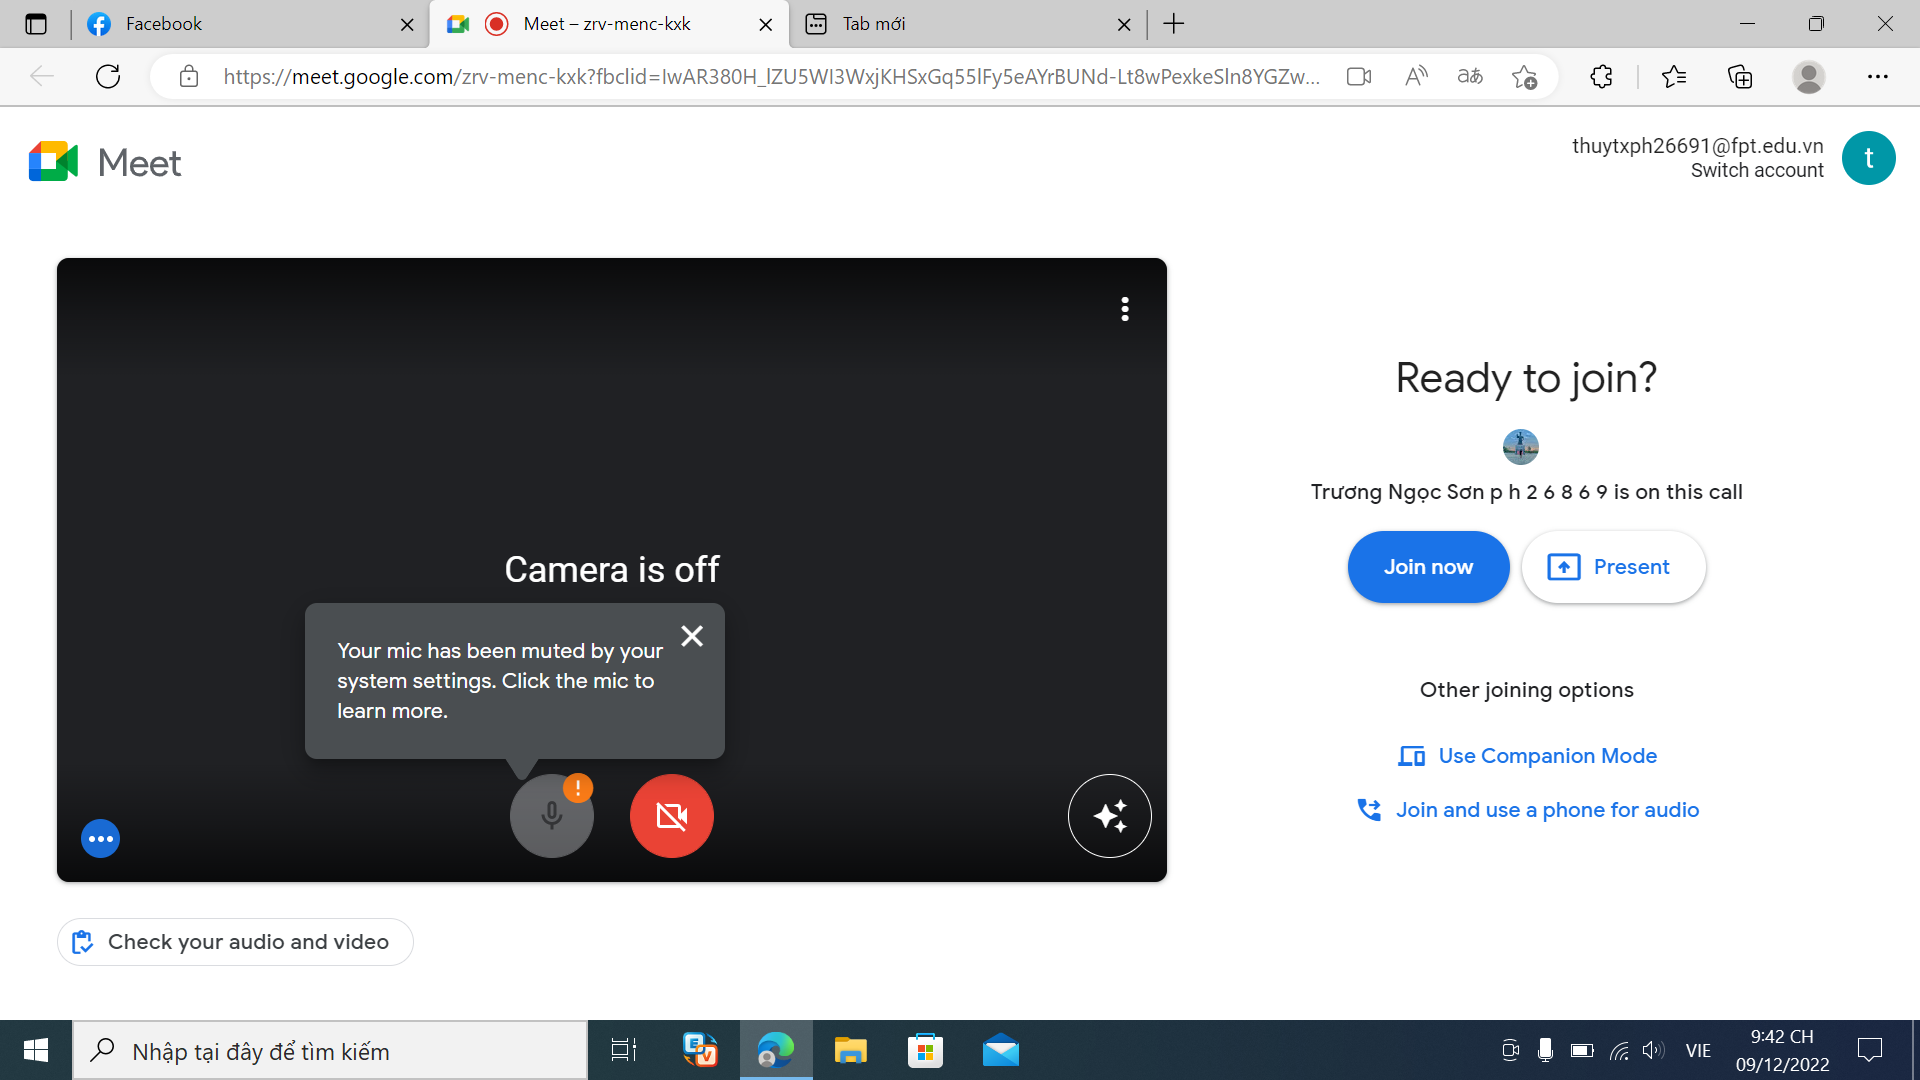 Facebook
Meet – zrv-menc-kxk
Tab mới
https://meet.google.com/zrv-menc-kxk?fbclid=IwAR380H_lZU5WI3WxjKHSxGq55lFy5eAYrBUNd-Lt8wPexkeSln8YGZw...
Meet
thuytxph26691@fpt.edu.vn
Switch account
t
Ready to join?
Trương Ngọc Sơn p h 2 6 8 6 9 is on this call
Join now
Present
Camera is off
Your mic has been muted by your
system settings. Click the mic to
learn more.
Other joining options
Use Companion Mode
Join and use a phone for audio
Check your audio and video
Nhập tại đây để tìm kiếm
VIE
9:42 CH
09/12/2022